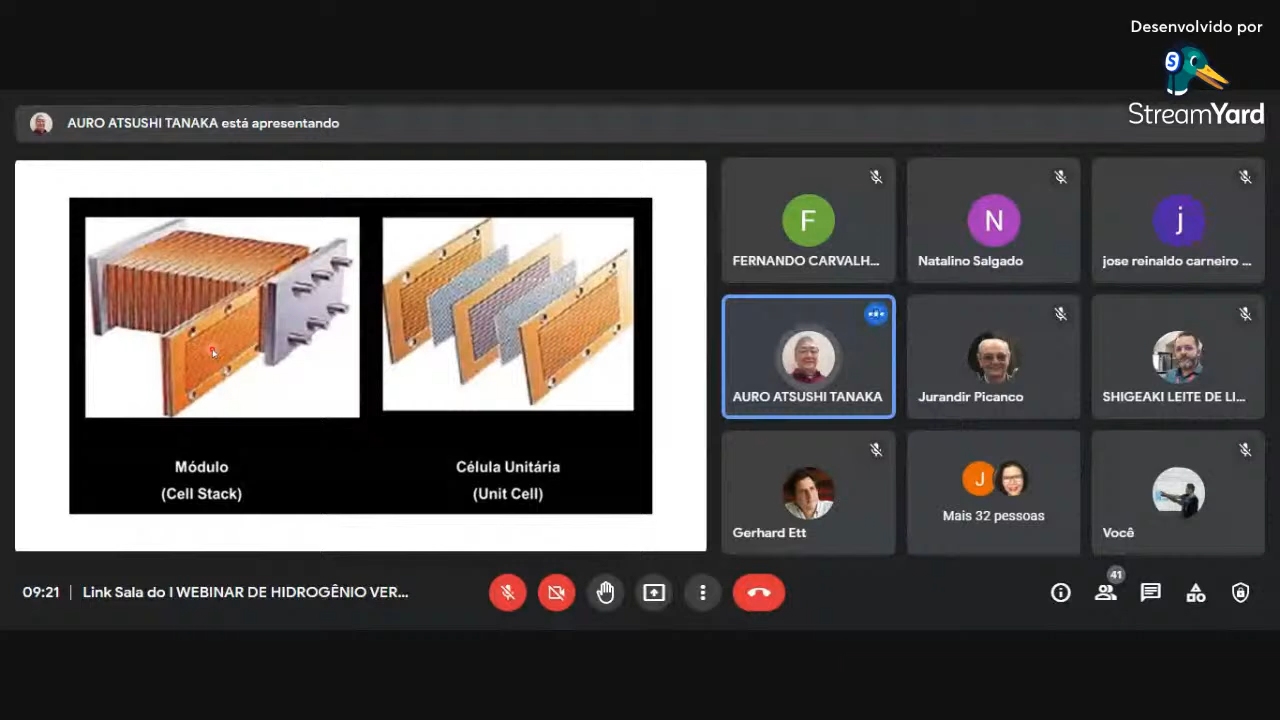 Desenvolvido por
StreamYard
AURO ATSUSHI TANAKA está apresentando
Módulo
(Cell Stack)
Célula Unitária
(Unit Cell)
F
FERNANDO CARVALH...
N
Natalino Salgado
j
jose reinaldo carneiro ...
AURO ATSUSHI TANAKA
Jurandir Picanco
SHIGEAKI LEITE DE LI...
Gerhard Ett
J
Mais 32 pessoas
Você
09:21 | Link Sala do I WEBINAR DE HIDROGÊNIO VER...
41